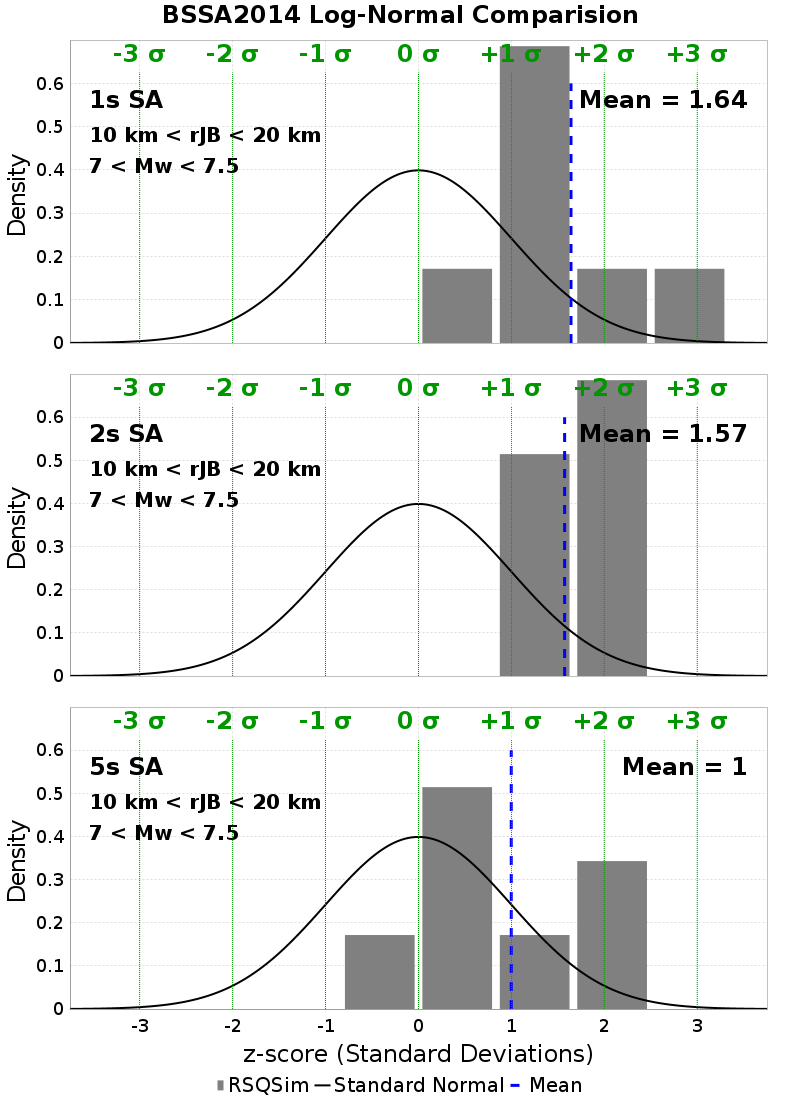 BSSA2014 Log-Normal Comparision
-3 σ -2 σ -1 σ 0 σ +1 σ +2 σ +3 σ
1s SA
Mean = 1.64
10 km < rJB < 20 km
7 < Mw < 7.5
Density
0.6
0.5
0.4
0.3
0.2
0.1
0
-3 σ -2 σ -1 σ 0 σ +1 σ +2 σ +3 σ
2s SA
Mean = 1.57
10 km < rJB < 20 km
7 < Mw < 7.5
Density
0.6
0.5
0.4
0.3
0.2
0.1
0
-3 σ -2 σ -1 σ 0 σ +1 σ +2 σ +3 σ
5s SA
Mean = 1
10 km < rJB < 20 km
7 < Mw < 7.5
Density
0.6
0.5
0.4
0.3
0.2
0.1
0
-3 -2 -1 0 1 2 3
z-score (Standard Deviations)
RSQSim Standard Normal Mean